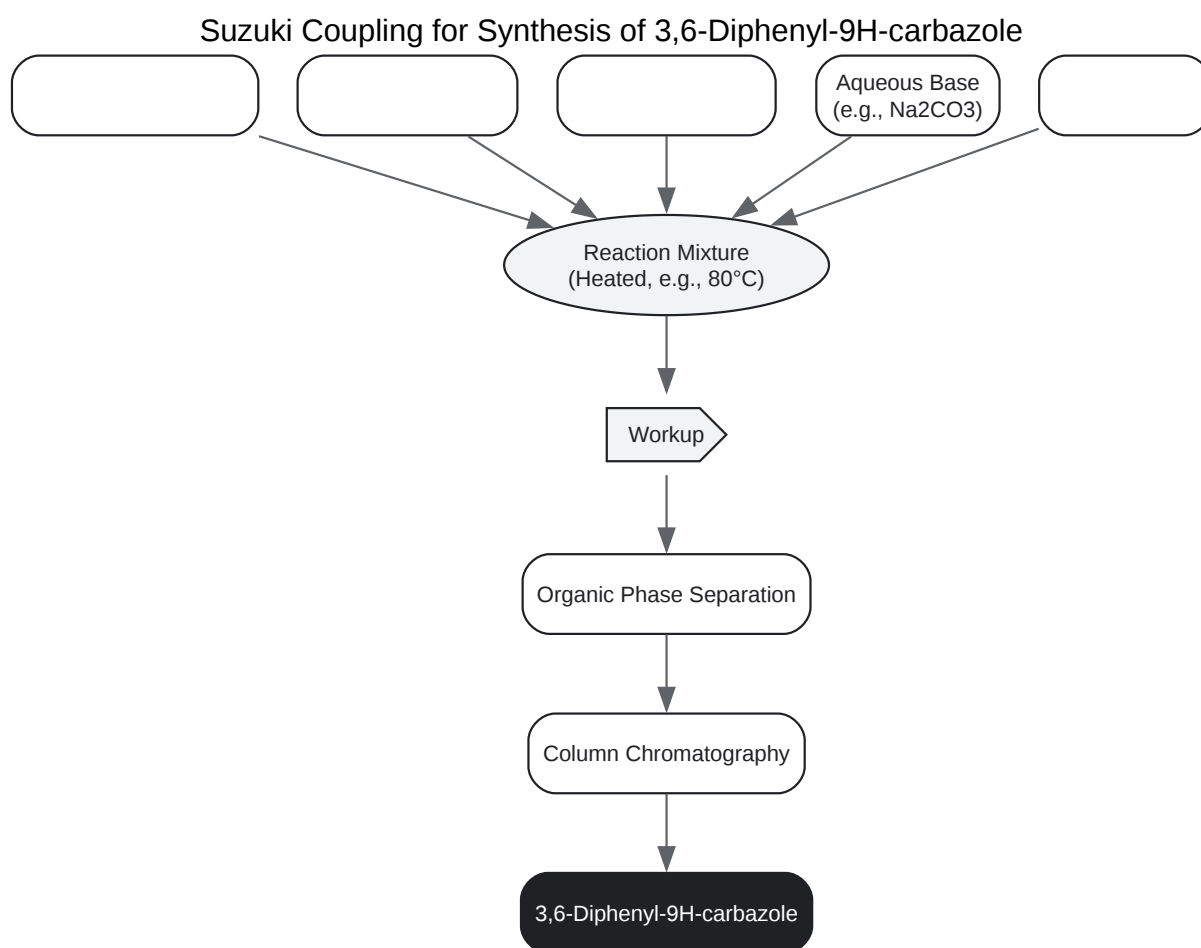 Suzuki Coupling for Synthesis of 3,6-Diphenyl-9H-carbazole
Aqueous Base
(e.g., Na2CO3)
Reaction Mixture
(Heated, e.g., 80°C)
Workup
Organic Phase Separation
Column Chromatography
3,6-Diphenyl-9H-carbazole